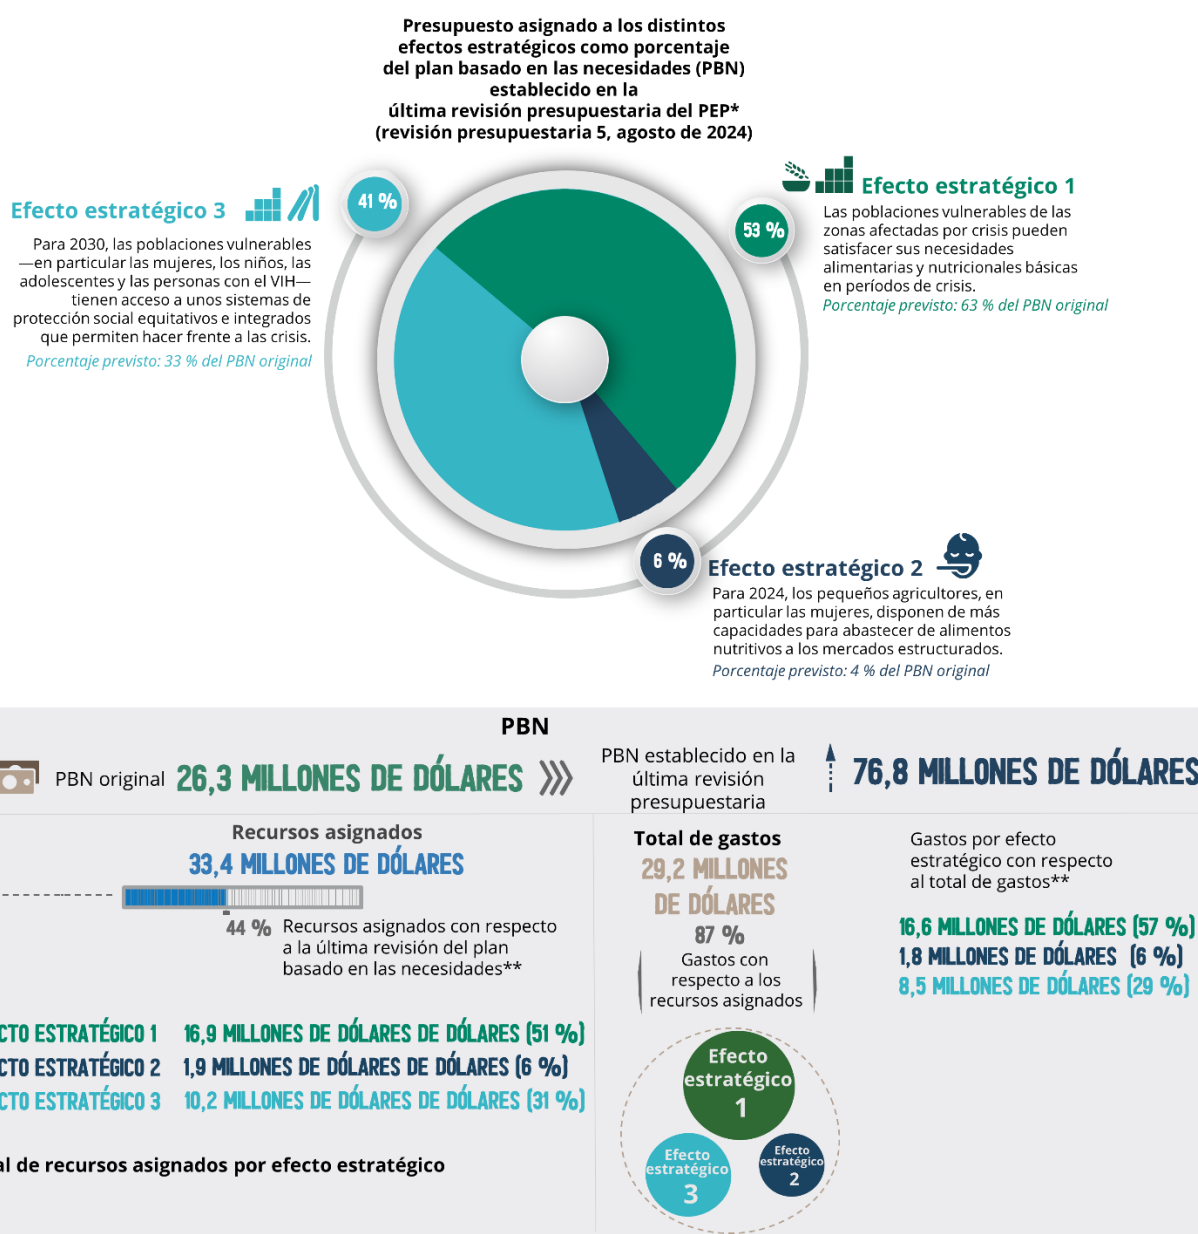 Presupuesto asignado a los distintos
efectos estratégicos como porcentaje
del plan basado en las necesidades (PBN)
establecido en la
última revisión presupuestaria del PEP*
(revisión presupuestaria 5, agosto de 2024)
41 %
Efecto estratégico 3
Para 2030, las poblaciones vulnerables
—en particular las mujeres, los niños, las
adolescentes y las personas con el VIH—
tienen acceso a unos sistemas de
protección social equitativos e integrados
que permiten hacer frente a las crisis.
Porcentaje previsto: 33 % del PBN original
53 %
Efecto estratégico 1
Las poblaciones vulnerables de las
zonas afectadas por crisis pueden
satisfacer sus necesidades
alimentarias y nutricionales básicas
en períodos de crisis.
Porcentaje previsto: 63 % del PBN original
6 %
Efecto estratégico 2
Para 2024, los pequeños agricultores, en
particular las mujeres, disponen de más
capacidades para abastecer de alimentos
nutritivos a los mercados estructurados.
Porcentaje previsto: 4 % del PBN original
PBN
PBN original 26,3 MILLONES DE DÓLARES
PBN establecido en la
última revisión
presupuestaria
76,8 MILLONES DE DÓLARES
Recursos asignados
33,4 MILLONES DE DÓLARES
44 %
Recursos asignados con respecto
a la última revisión del plan
basado en las necesidades**
CTO ESTRATÉGICO 1 16,9 MILLONES DE DÓLARES DE DÓLARES (51 %)
CTO ESTRATÉGICO 2 1,9 MILLONES DE DÓLARES DE DÓLARES (6 %)
CTO ESTRATÉGICO 3 10,2 MILLONES DE DÓLARES DE DÓLARES (31 %)
al de recursos asignados por efecto estratégico
Total de gastos
29,2 MILLONES
DE DÓLARES
87 %
Gastos con
respecto a los
recursos asignados
Efecto
estratégico
1
Efecto
estratégico
3
Efecto
estratégico
2
Gastos por efecto
estratégico con respecto
al total de gastos**
16,6 MILLONES DE DÓLARES (57 %)
1,8 MILLONES DE DÓLARES (6 %)
8,5 MILLONES DE DÓLARES (29 %)